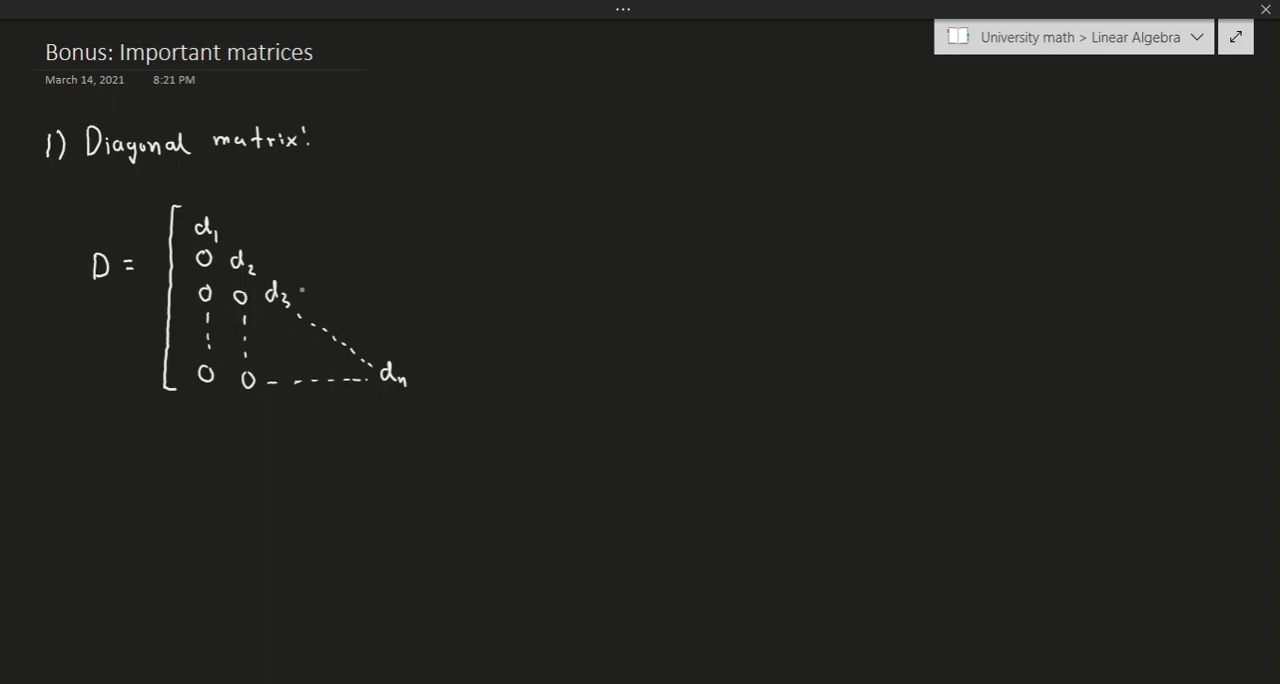 ...
University math > Linear Algebra
Bonus: Important matrices
March 14, 2021 8:21 PM
1) Diagonal matrix:
d1
D = 0 d2
0 0 d3
0 0 dn